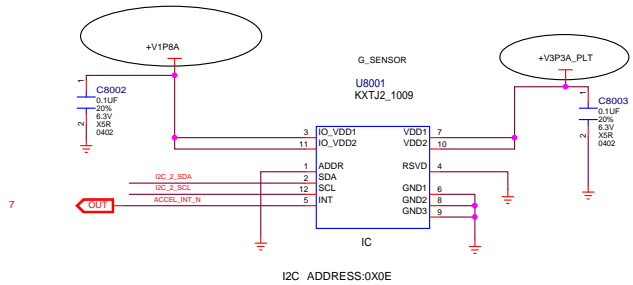 +V1P8A
+V3P3A_PLT
G_SENSOR
U8001
KXTJ2_1009
1
C8002
0.1UF
20%
6.3V
X5R
0402
2
1
C8003
0.1UF
20%
6.3V
X5R
0402
2
3 IO_VDD1 VDD1 7
11 IO_VDD2 VDD2 10
1 ADDR RSVD 4
I2C_2_SDA 2 SDA
I2C_2_SCL 12 SCL GND1 6
7 OUT ACCEL_INT_N 5 INT GND2 8
GND3 9
IC
I2C ADDRESS:0X0E